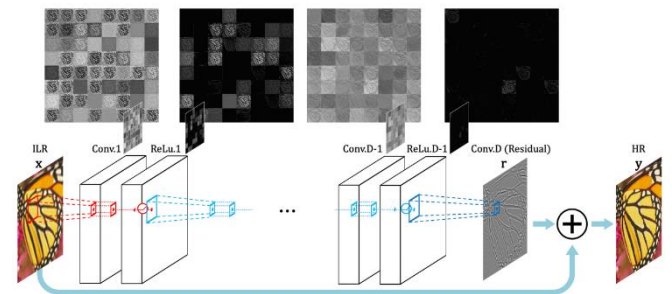 ILR
x
Conv.1
ReLu.1
...
Conv.D-1
ReLu.D-1
Conv.D (Residual)
r
HR
y